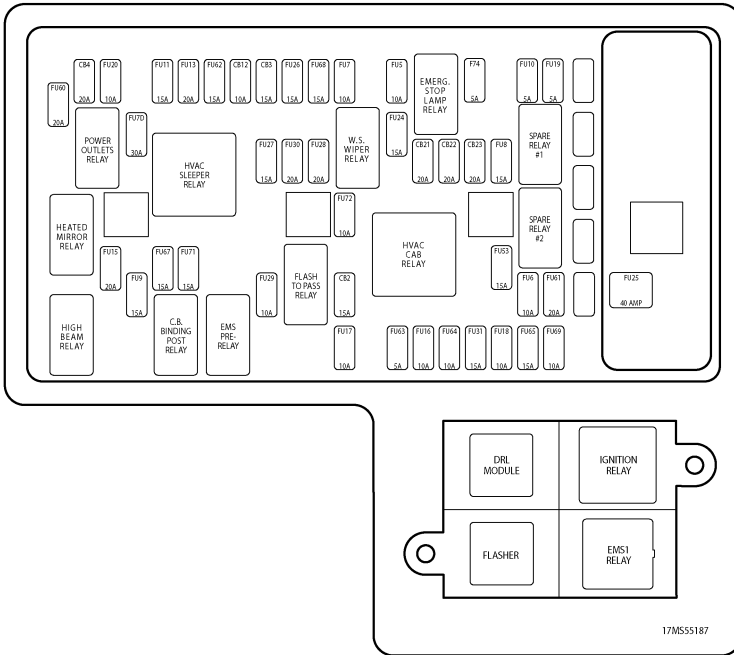 CB4
20A
FU20
10A
FU11
15A
FU13
20A
FU62
15A
CB12
10A
CB3
15A
FU26
15A
FU68
15A
FU7
10A
FU5
10A
EMERG.
STOP
LAMP
RELAY
F74
5A
FU10
5A
FU19
5A
FU60
20A
POWER
OUTLETS
RELAY
FU7D
30A
HVAC
SLEEPER
RELAY
FU27
15A
FU30
20A
FU28
20A
W.S.
WIPER
RELAY
FU24
15A
CB21
20A
CB22
20A
CB23
20A
FU8
15A
SPARE
RELAY
#1
HEATED
MIRROR
RELAY
FU72
10A
HVAC
CAB
RELAY
SPARE
RELAY
#2
FU15
20A
FU9
15A
FU67
15A
FU71
15A
FU29
10A
FLASH
TO PASS
RELAY
CB2
15A
FU53
15A
FU6
10A
FU61
20A
FU25
40 AMP
HIGH
BEAM
RELAY
C.B.
BINDING
POST
RELAY
EMS
PRE-
RELAY
FU17
10A
FU63
5A
FU16
10A
FU64
10A
FU31
15A
FU18
10A
FU65
15A
FU69
10A
DRL
MODULE
IGNITION
RELAY
FLASHER
EMS1
RELAY
17MS55187